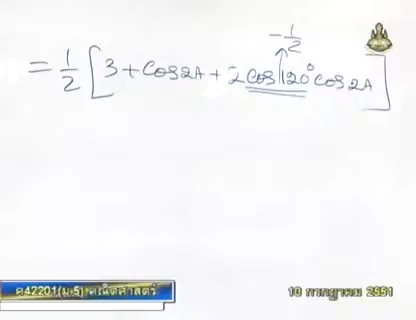 -1/2
= 1/2 [3 + cos2A + 2cos120° cos2A]
ค42201(ม.5) คณิตศาสตร์
10 กรกฎาคม 2551